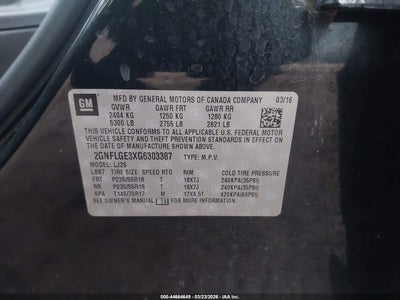 GM
MFD BY GENERAL MOTORS OF CANADA COMPANY 03/16
GVWR GAWR FRT GAWR RR
2404 KG 1250 KG 1280 KG
5300 LB 2755 LB 2821 LB
THIS VEHICLE CONFORMS TO ALL APPLICABLE U.S.
FEDERAL MOTOR VEHICLE SAFETY, BUMPER, AND THEFT
PREVENTION STANDARDS IN EFFECT ON THE DATE OF
MANUFACTURE SHOWN ABOVE.
2GNFLGE3XG6303387 TYPE: M.P.V.
MODEL: LJ26
TIRE SIZE SPEED RTG RIM COLD TIRE PRESSURE
FRT P235/55R18 T 18X7J 240KPA(35PSI)
RR P235/55R18 T 18X7J 240KPA(35PSI)
SPA T145/70R17 M 17X4.5T 420KPA(60PSI)
SEE OWNER'S MANUAL FOR ADDITIONAL INFORMATION.
000-44664649 - 03/23/2026 - IAA Inc.